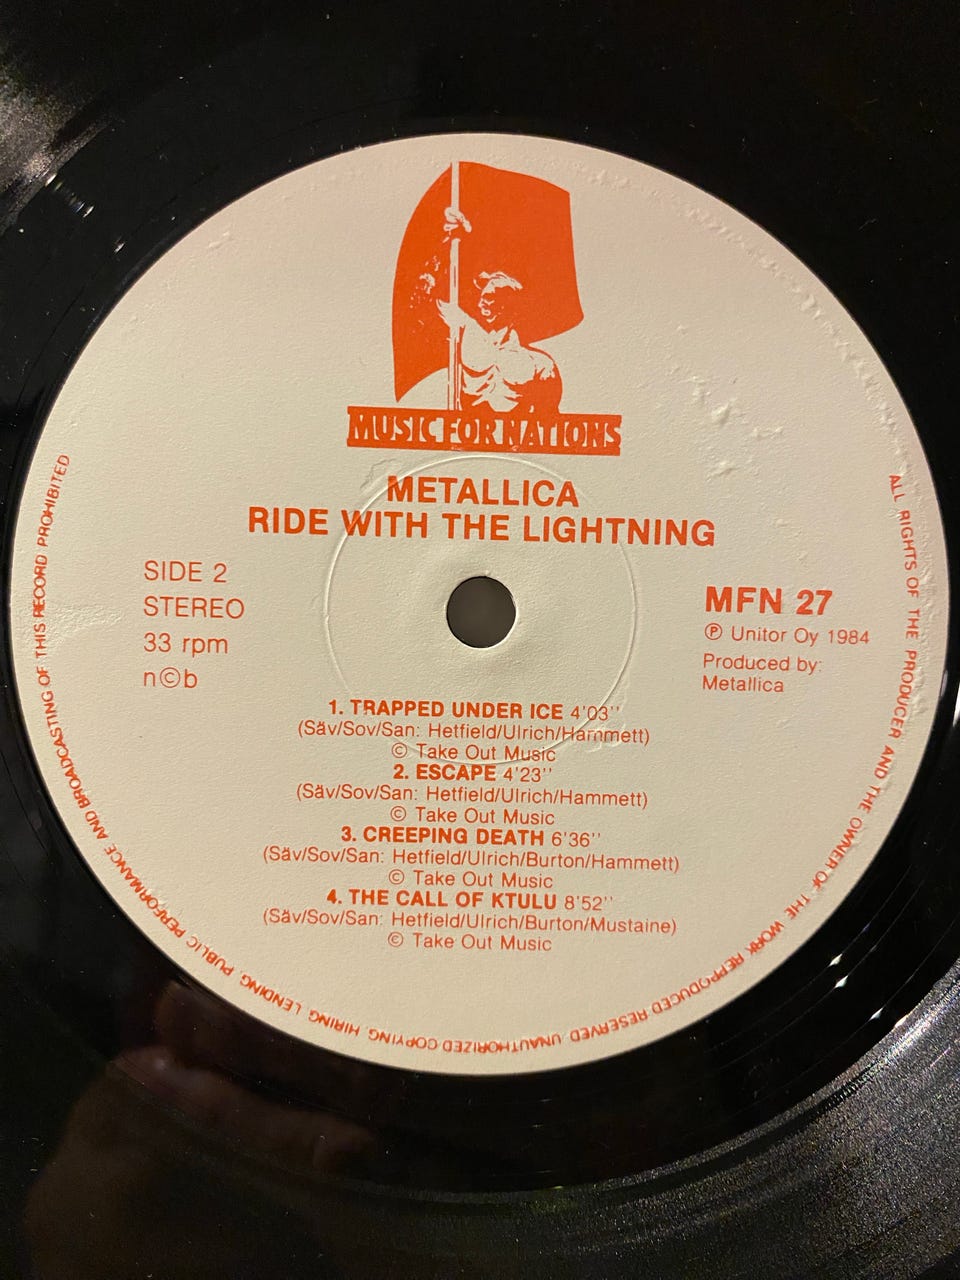 MUSIC FOR NATIONS
METALLICA
RIDE WITH THE LIGHTNING
SIDE 2
STEREO
33 rpm
n©b
MFN 27
℗ Unitor Oy 1984
Produced by:
Metallica
1. TRAPPED UNDER ICE 4'03''
(Säv/Sov/San: Hetfield/Ulrich/Hammett)
© Take Out Music
2. ESCAPE 4'23''
(Säv/Sov/San: Hetfield/Ulrich/Hammett)
© Take Out Music
3. CREEPING DEATH 6'36''
(Säv/Sov/San: Hetfield/Ulrich/Burton/Hammett)
© Take Out Music
4. THE CALL OF KTULU 8'52''
(Säv/Sov/San: Hetfield/Ulrich/Burton/Mustaine)
© Take Out Music
ALL RIGHTS OF THE PRODUCER AND THE OWNER OF THE WORK REPRODUCED RESERVED. UNAUTHORIZED COPYING, HIRING, LENDING, PUBLIC PERFORMANCE AND BROADCASTING OF THIS RECORD PROHIBITED